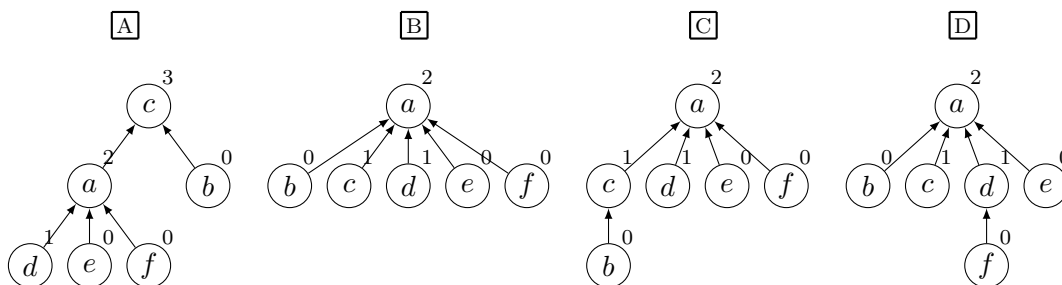 A B C D
3 2 2 2
c a a a
2 0 0 1 1 0 0 1 1 0 0 0 1 1 0
a b b c d e f c d e f b c d e
1 0 0 0 0
d e f b f